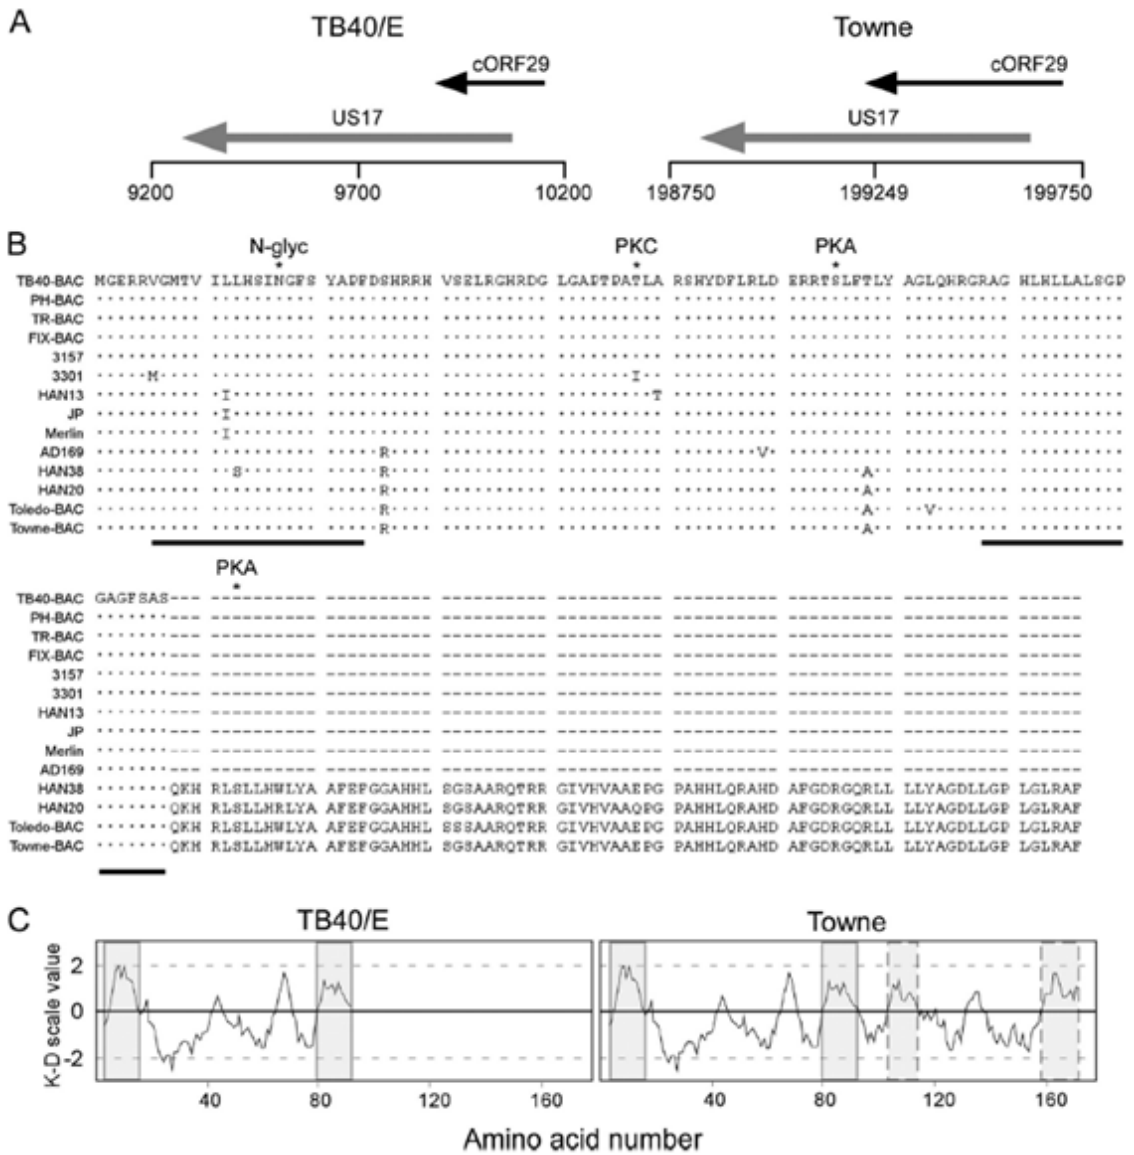 A
TB40/E Towne
cORF29 cORF29
US17 US17
9200 9700 10200 198750 199249 199750
B
N-glyc PKC PKA
* * *
TB40-BAC MGERRVGMTV ILLHSINGFS YAPFDSHRRH VSELRGHRDG LGAPTPATLA RSHYDFLRLD ERRTSLFTLY AGLQHRGRAG HLHLLALSGP
PH-BAC .......... .......... .......... .......... .......... .......... .......... .......... ..........
TR-BAC .......... .......... .......... .......... .......... .......... .......... .......... ..........
FIX-BAC .......... .......... .......... .......... .......... .......... .......... .......... ..........
3157 .......... .......... .......... .......... .......... .......... .......... .......... ..........
3301 .....M.... .......... .......... .......... .......I.. .......... .......... .......... ..........
HAN13 .......... .I........ .......... .......... .........T .......... .......... .......... ..........
JP .......... .I........ .......... .......... .......... .......... .......... .......... ..........
Merlin .......... .I........ .......... .......... .......... .......... .......... .......... ..........
AD169 .......... .......... .....R.... .......... .......... ........V. .......... .......... ..........
HAN38 .......... ..S....... .....R.... .......... .......... .......... .......A.. .......... ..........
HAN20 .......... .......... .....R.... .......... .......... .......... .......A.. .......... ..........
Toledo-BAC .......... .......... .....R.... .......... .......... .......... .......A.. ..V....... ..........
Towne-BAC .......... .......... .....R.... .......... .......... .......... .......A.. .......... ..........
PKA
*
TB40-BAC GAGFSAS--- ---------- ---------- ---------- ---------- ---------- ---------- ---------- ------
PH-BAC .......--- ---------- ---------- ---------- ---------- ---------- ---------- ---------- ------
TR-BAC .......--- ---------- ---------- ---------- ---------- ---------- ---------- ---------- ------
FIX-BAC .......--- ---------- ---------- ---------- ---------- ---------- ---------- ---------- ------
3157 .......--- ---------- ---------- ---------- ---------- ---------- ---------- ---------- ------
3301 .......--- ---------- ---------- ---------- ---------- ---------- ---------- ---------- ------
HAN13 .......--- ---------- ---------- ---------- ---------- ---------- ---------- ---------- ------
JP .......--- ---------- ---------- ---------- ---------- ---------- ---------- ---------- ------
Merlin .......--- ---------- ---------- ---------- ---------- ---------- ---------- ---------- ------
AD169 .......--- ---------- ---------- ---------- ---------- ---------- ---------- ---------- ------
HAN38 .......QKH RLSLLHWLYA AFEFGGAHHL SGSAARQTRR GIVHVAAEPG PAHHLQRAHD AFGDRGQRLL LLYAGDLLGP LGLRAF
HAN20 .......QKH RLSLLHRLYA AFEFGGAHHL SGSAARQTRR GIVHVAAQPG PAHHLQRAHD AFGDRGQRLL LLYAGDLLGP LGLRAF
Toledo-BAC .......QKH RLSLLHWLYA AFEFGGAHHL SSSAARQTRR GIVHVAAEPG PAHHLQRAHD AFGDRGQRLL LLYAGDLLGP LGLRAF
Towne-BAC .......QKH RLSLLHWLYA AFEFGGAHHL SGSAARQTRR GIVHVAAEPG PAHHLQRAHD AFGDRGQRLL LLYAGDLLGP LGLRAF
C
TB40/E Towne
K-D scale value
2
0
-2
40 80 120 160 40 80 120 160
Amino acid number